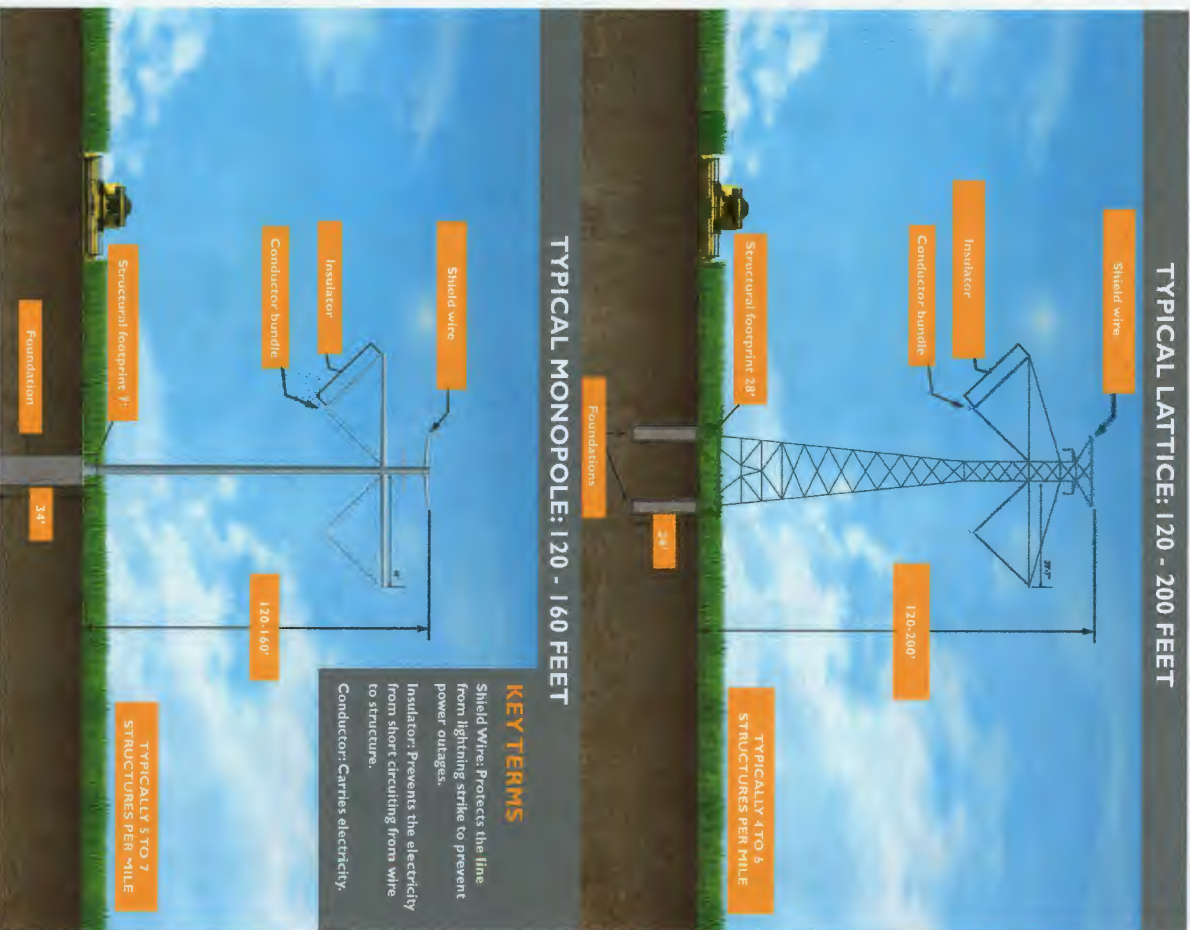 TYPICAL LATTICE: 120 - 200 FEET
Shield wire
Insulator
Conductor bundle
120-200'
Structural footprint 28'
TYPICALLY 4 TO 6
STRUCTURES PER MILE
Foundations
TYPICAL MONOPOLE: 120 - 160 FEET
Shield wire
Insulator
Conductor bundle
120-160'
Structural footprint
TYPICALLY 5 TO 7
STRUCTURES PER MILE
Foundation
34'
KEY TERMS
Shield Wire: Protects the line
from lightning strike to prevent
power outages.
Insulator: Prevents the electricity
from short circuiting from wire
to structure.
Conductor: Carries electricity.